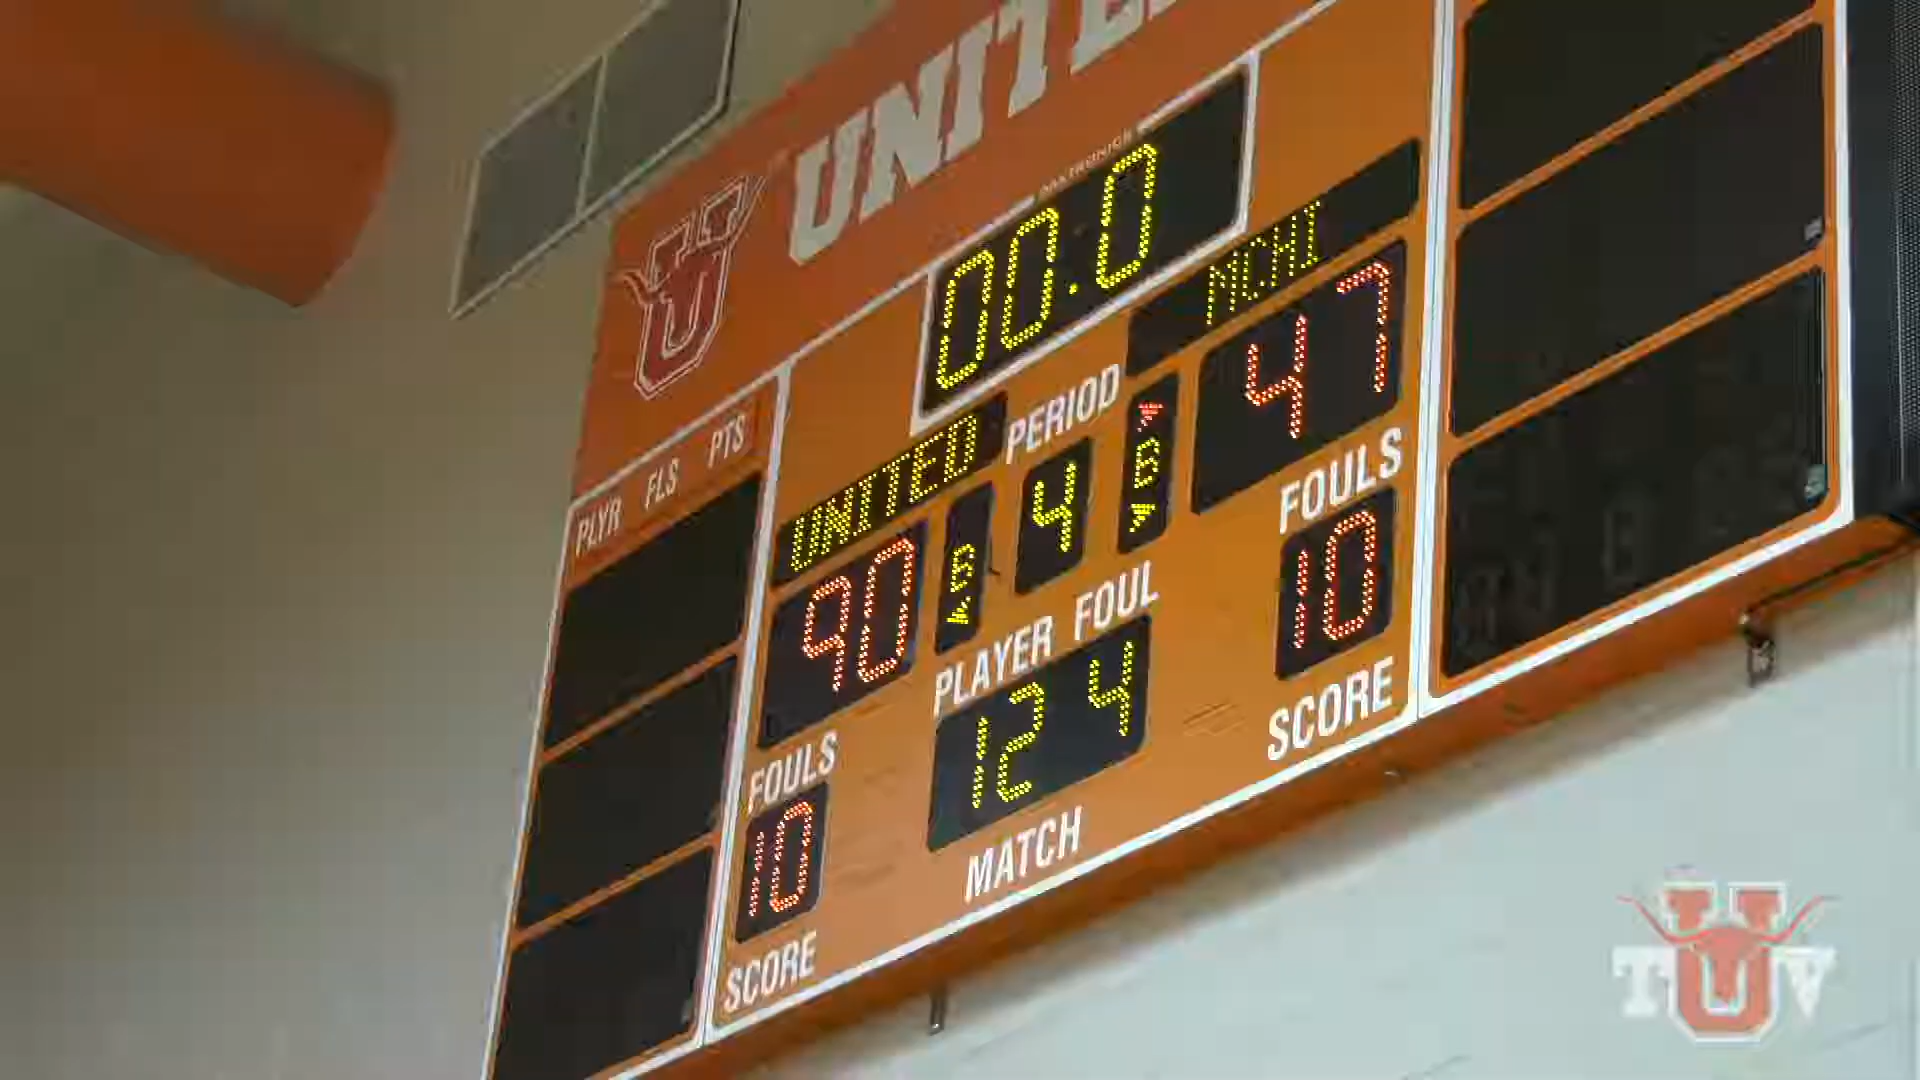 UNITE
DAKTRONICS
00.0
MCHI
UNITED
PERIOD
47
PLYR FLS PTS
90
B
4
B
FOULS
10
PLAYER FOUL
12 4
FOULS
10
SCORE
MATCH
SCORE
U
TUV